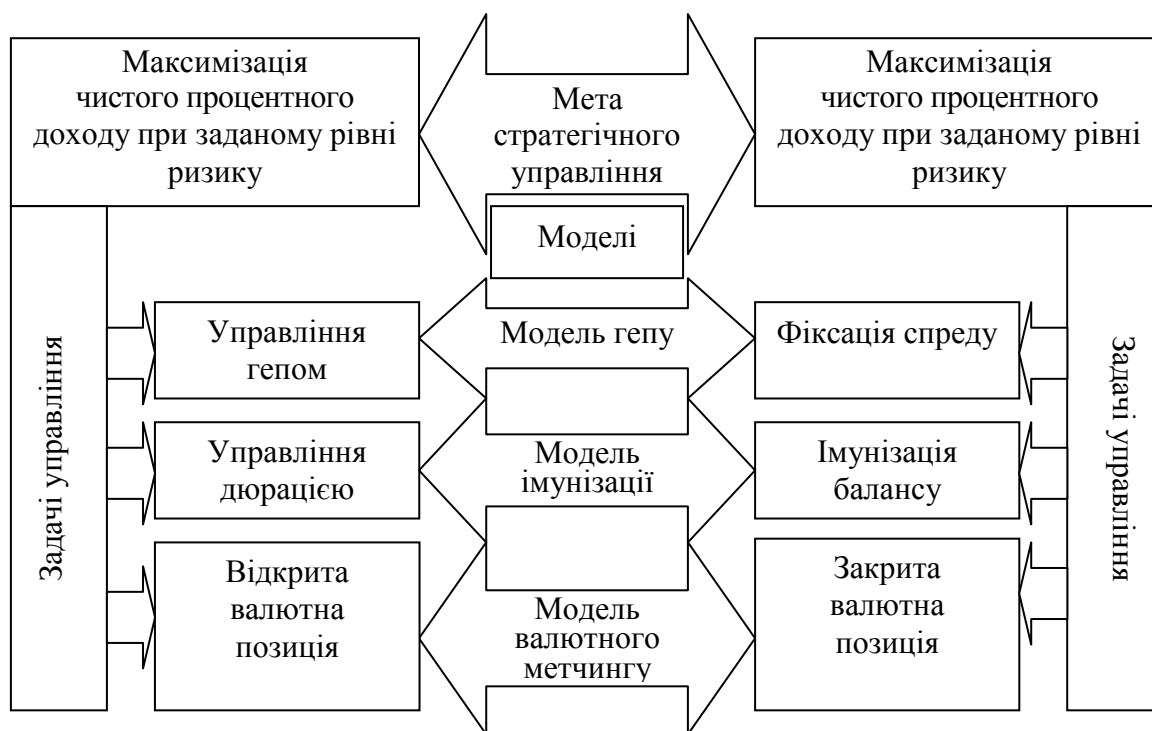 Максимізація
чистого процентного
доходу при заданому рівні
ризику
Мета
стратегічного
управління
Максимізація
чистого процентного
доходу при заданому рівні
ризику
Моделі
Задачі управління
Управління
гепом
Модель гепу
Фіксація спреду
Управління
дюрацією
Модель
імунізації
Імунізація
балансу
Відкрита
валютна
позиція
Модель
валютного
метчингу
Закрита
валютна
позиція
Задачі управління